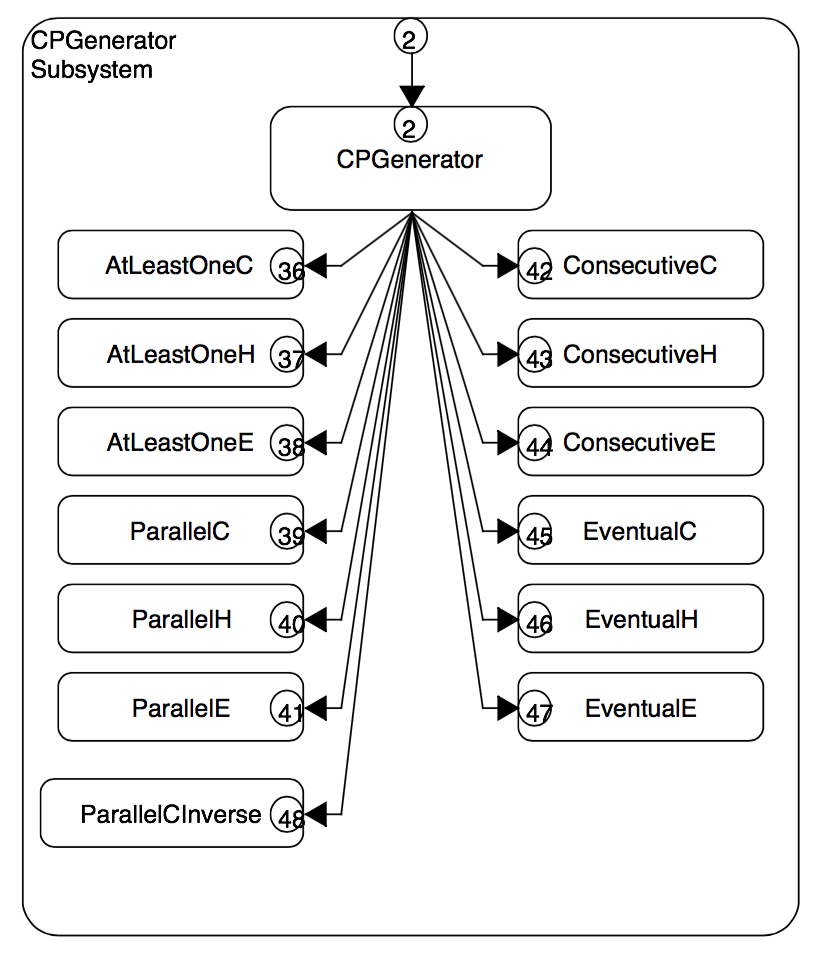 CPGenerator
Subsystem
2
2
CPGenerator
AtLeastOneC 36
42 ConsecutiveC
AtLeastOneH 37
43 ConsecutiveH
AtLeastOneE 38
44 ConsecutiveE
ParallelC 39
45 EventualC
ParallelH 40
46 EventualH
ParallelE 41
47 EventualE
ParallelCInverse 48